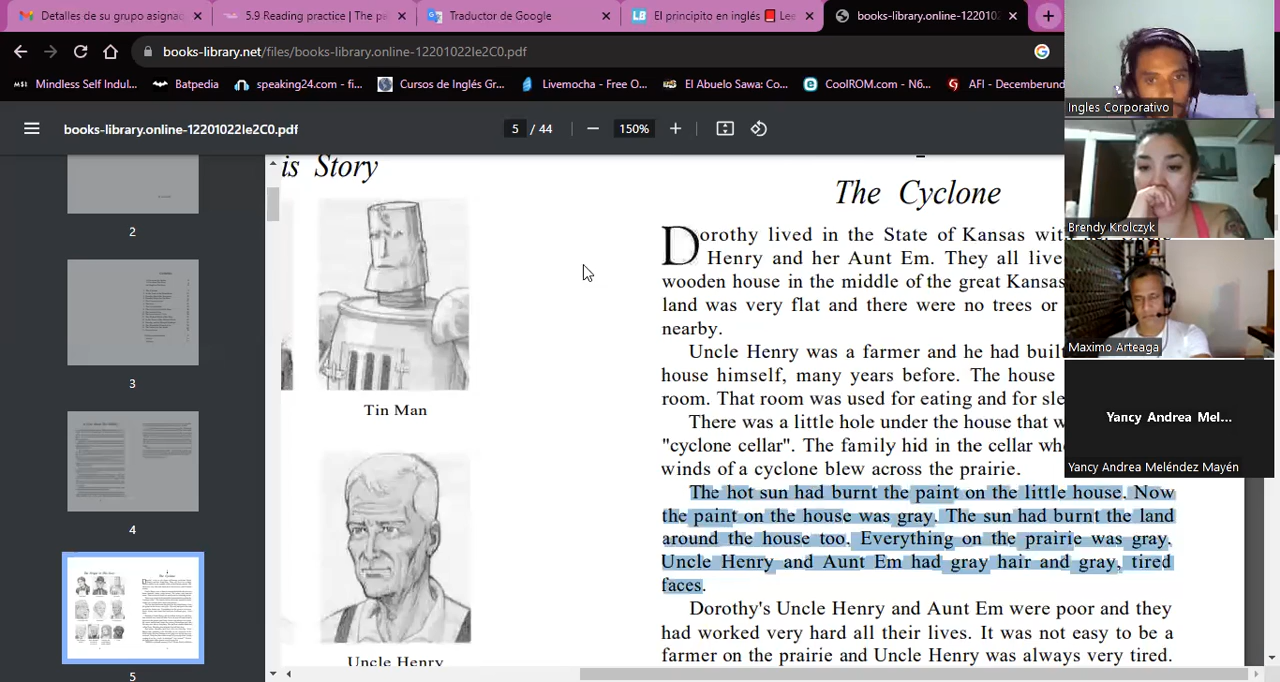 Detalles de su grupo asignac
5.9 Reading practice | The pa
Traductor de Google
El principito en inglés Lee
books-library.online-1220102
books-library.net/files/books-library.online-12201022Ie2C0.pdf
Mindless Self Indul...
Batpedia
speaking24.com - fi...
Cursos de Inglés Gr...
Livemocha - Free O...
El Abuelo Sawa: Co...
CoolROM.com - N6...
AFI - Decemberund
books-library.online-12201022Ie2C0.pdf
5 / 44
150%
2
3
4
5
is Story
Tin Man
Uncle Henry
The Cyclone
Dorothy lived in the State of Kansas with her Uncle
Henry and her Aunt Em. They all live
wooden house in the middle of the great Kansas
land was very flat and there were no trees or
nearby.
Uncle Henry was a farmer and he had built
house himself, many years before. The house
room. That room was used for eating and for sle
There was a little hole under the house that w
"cyclone cellar". The family hid in the cellar whe
winds of a cyclone blew across the prairie.
The hot sun had burnt the paint on the little house. Now
the paint on the house was gray. The sun had burnt the land
around the house too. Everything on the prairie was gray.
Uncle Henry and Aunt Em had gray hair and gray, tired
faces.
Dorothy's Uncle Henry and Aunt Em were poor and they
had worked very hard all their lives. It was not easy to be a
farmer on the prairie and Uncle Henry was always very tired.
Ingles Corporativo
Brendy Krolczyk
Maximo Arteaga
Yancy Andrea Mel...
Yancy Andrea Meléndez Mayén